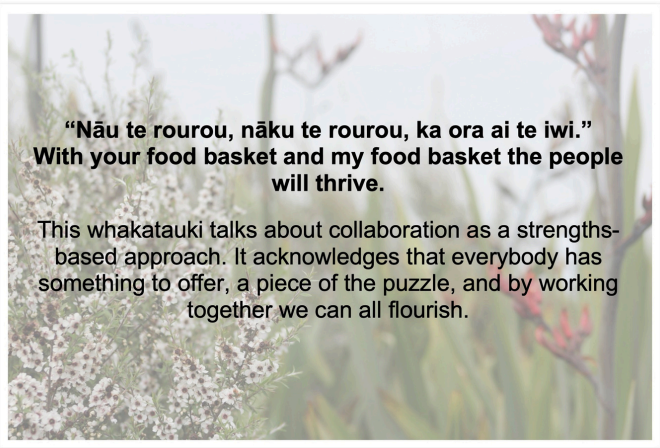 “Nāu te rourou, nāku te rourou, ka ora ai te iwi.”
With your food basket and my food basket the people
will thrive.
This whakatauki talks about collaboration as a strengths-
based approach. It acknowledges that everybody has
something to offer, a piece of the puzzle, and by working
together we can all flourish.